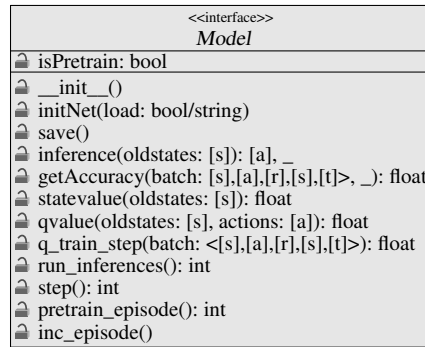 <<interface>>
Model
isPretrain: bool
__init__()
initNet(load: bool/string)
save()
inference(oldstates: [s]): [a], _
getAccuracy(batch: [s],[a],[r],[s],[t]>, _): float
statevalue(oldstates: [s]): float
qvalue(oldstates: [s], actions: [a]): float
q_train_step(batch: <[s],[a],[r],[s],[t]>): float
run_inferences(): int
step(): int
pretrain_episode(): int
inc_episode()